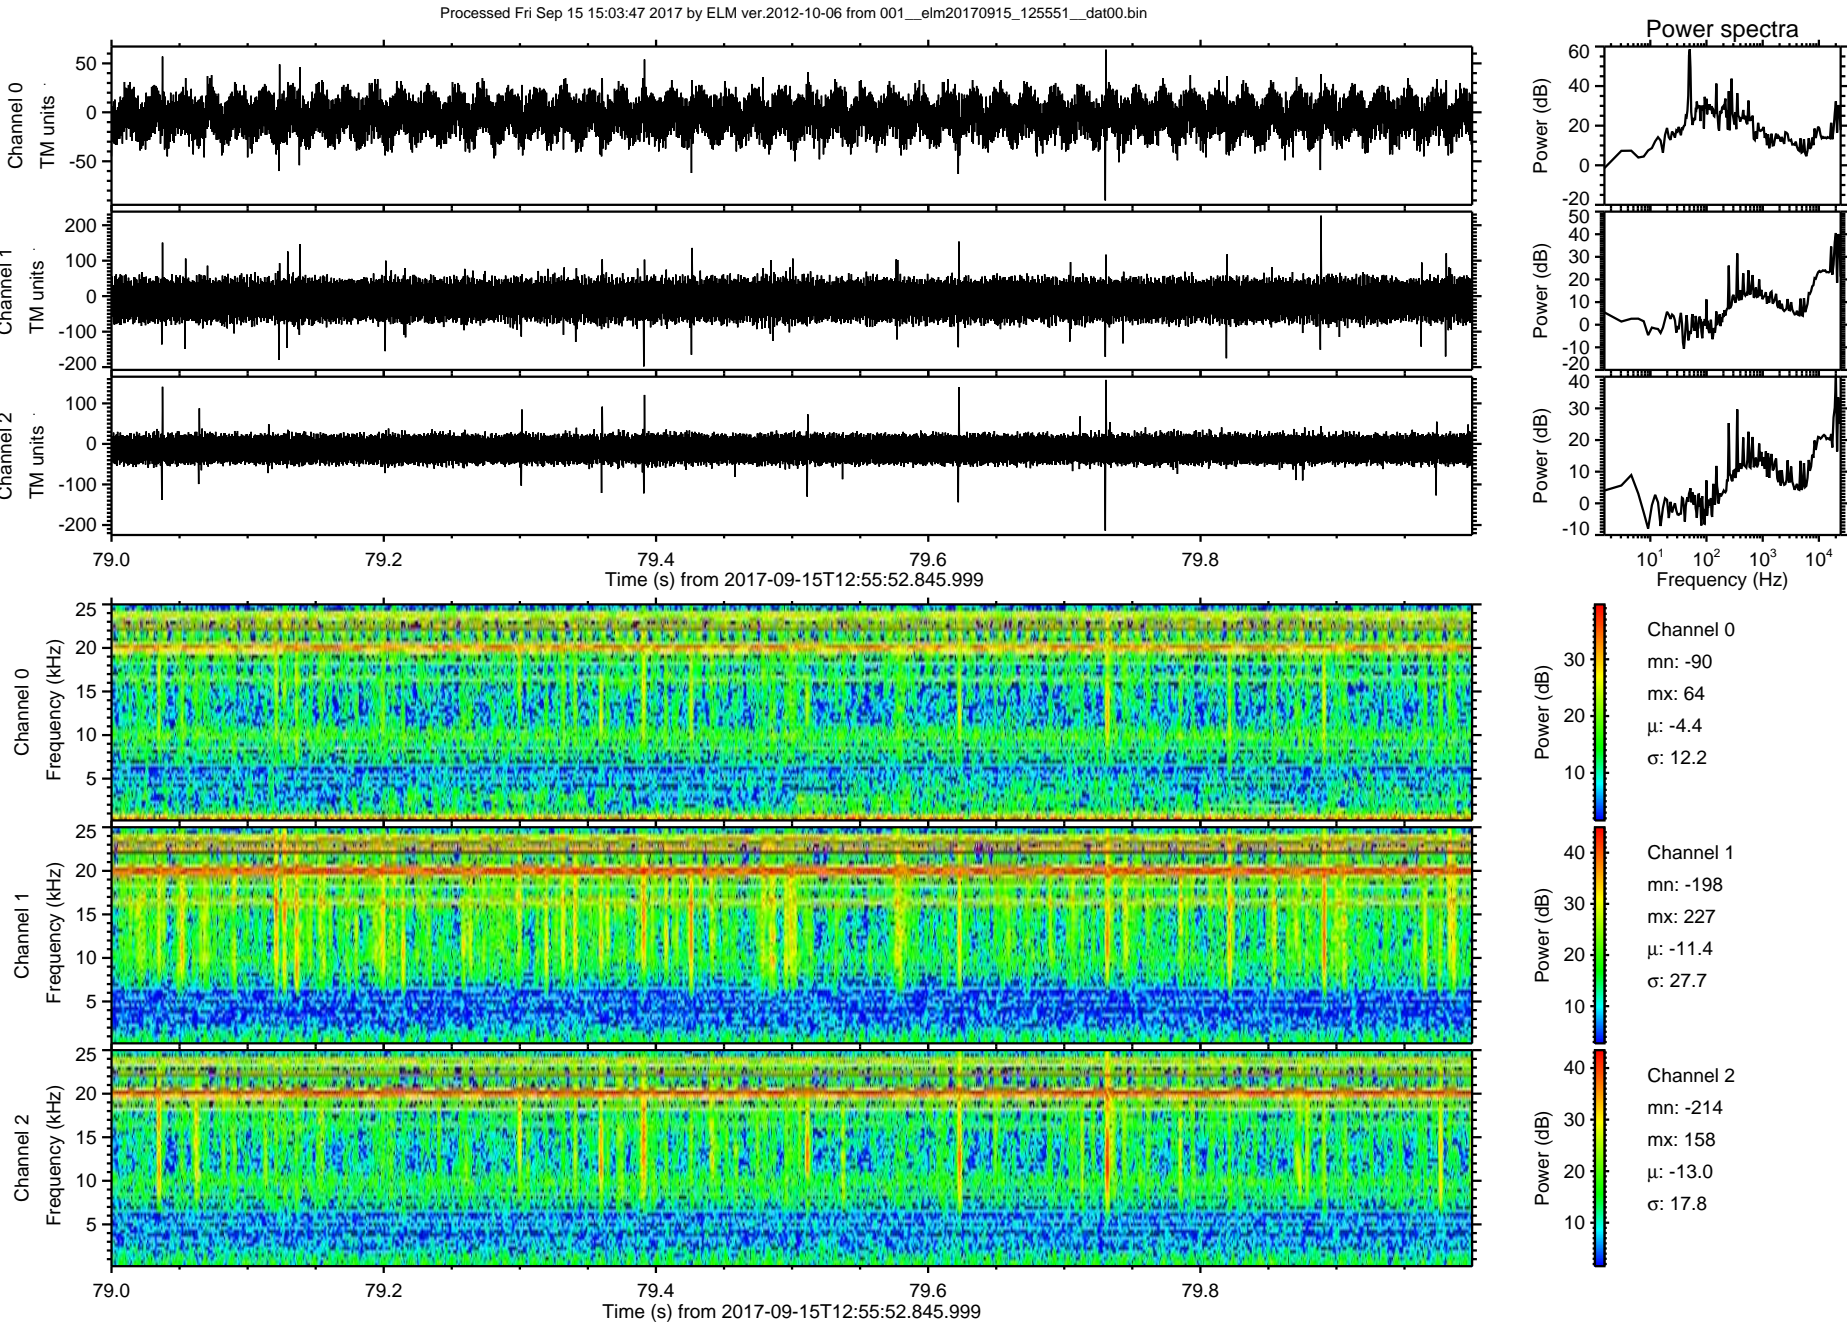 Processed Fri Sep 15 15:03:47 2017 by ELM ver.2012-10-06 from 001__elm20170915_125551__dat00.bin
Power spectra
Channel 0
TM units
50
0
-50
Power (dB)
60
40
20
0
-20
Channel 1
TM units
200
100
0
-100
-200
Power (dB)
50
40
30
20
10
0
-10
-20
Channel 2
TM units
100
0
-100
-200
Power (dB)
40
30
20
10
0
-10
79.0 79.2 79.4 79.6 79.8
Time (s) from 2017-09-15T12:55:52.845.999
10^1 10^2 10^3 10^4
Frequency (Hz)
Channel 0
Frequency (kHz)
25
20
15
10
5
Power (dB)
30
20
10
Channel 0
mn: -90
mx: 64
μ: -4.4
σ: 12.2
Channel 1
Frequency (kHz)
25
20
15
10
5
Power (dB)
40
30
20
10
Channel 1
mn: -198
mx: 227
μ: -11.4
σ: 27.7
Channel 2
Frequency (kHz)
25
20
15
10
5
Power (dB)
40
30
20
10
Channel 2
mn: -214
mx: 158
μ: -13.0
σ: 17.8
79.0 79.2 79.4 79.6 79.8
Time (s) from 2017-09-15T12:55:52.845.999